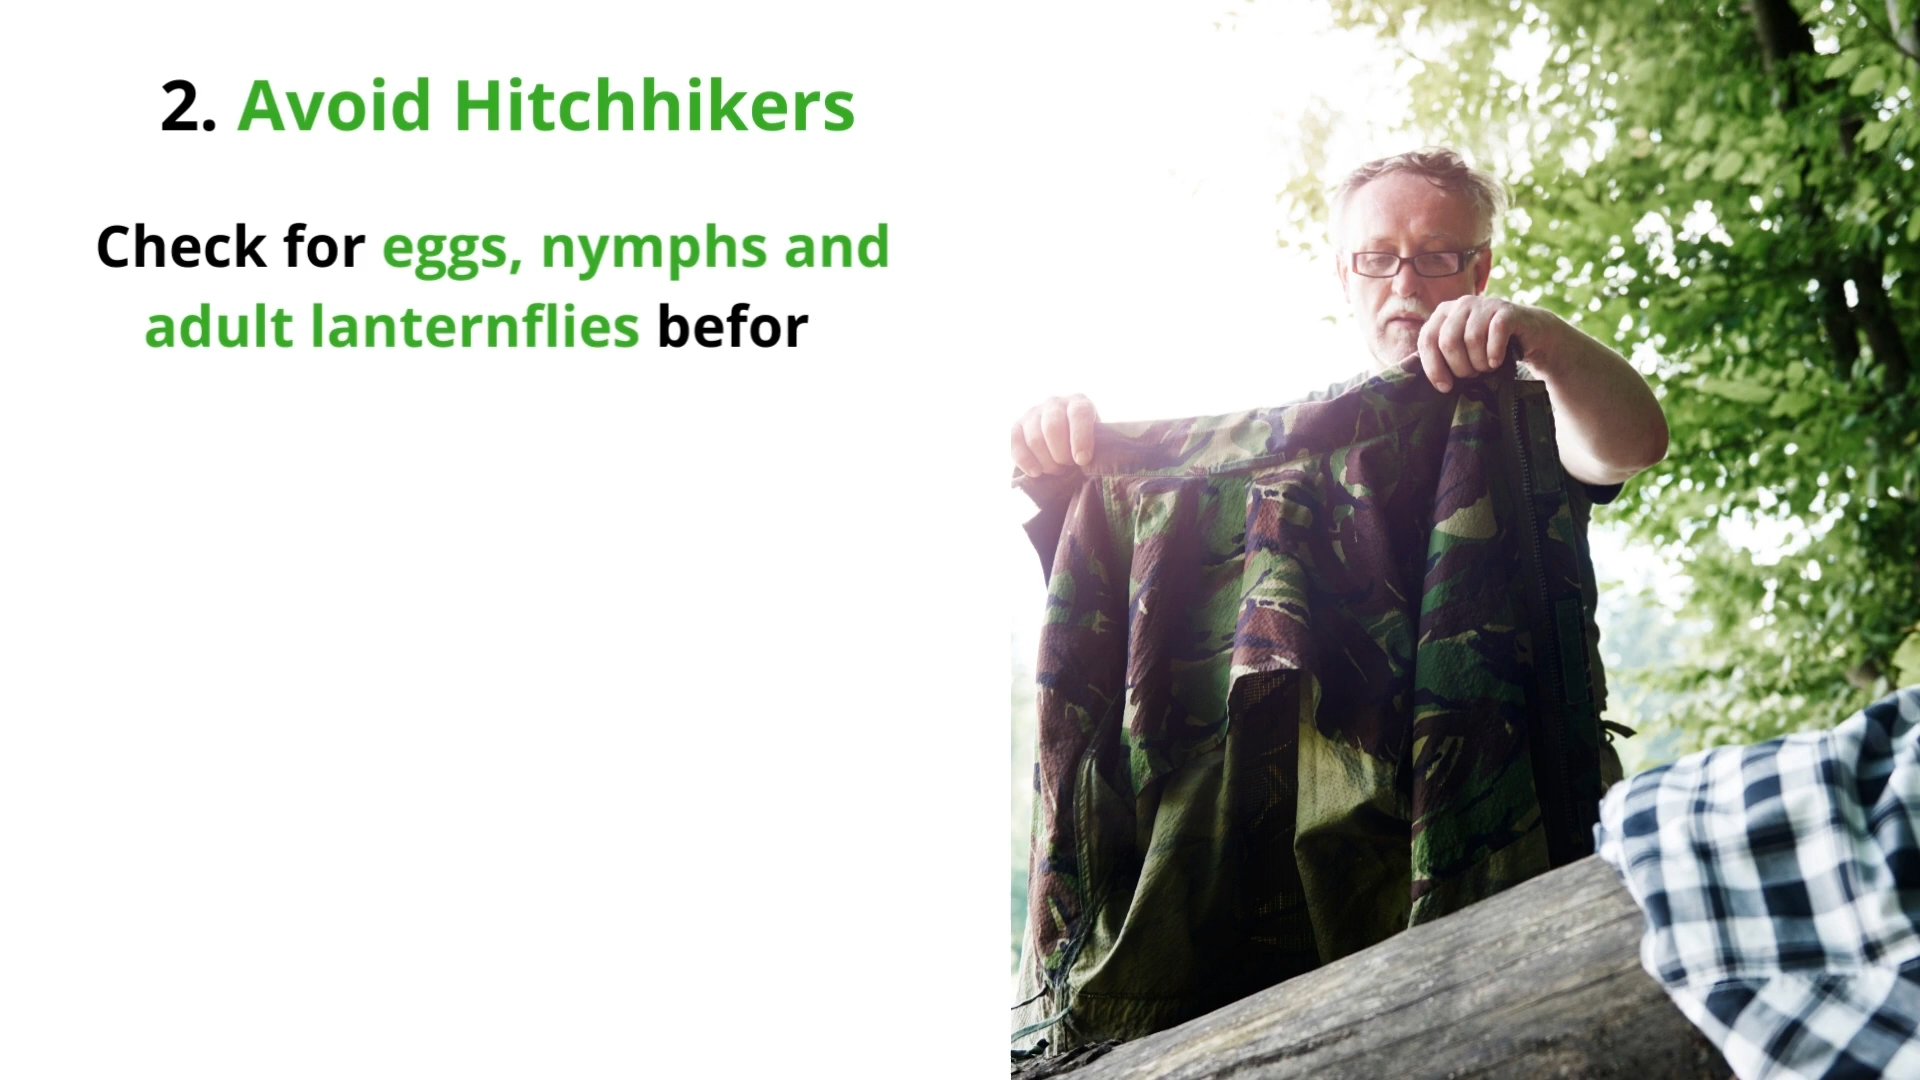 2. Avoid Hitchhikers
Check for eggs, nymphs and
adult lanternflies befor